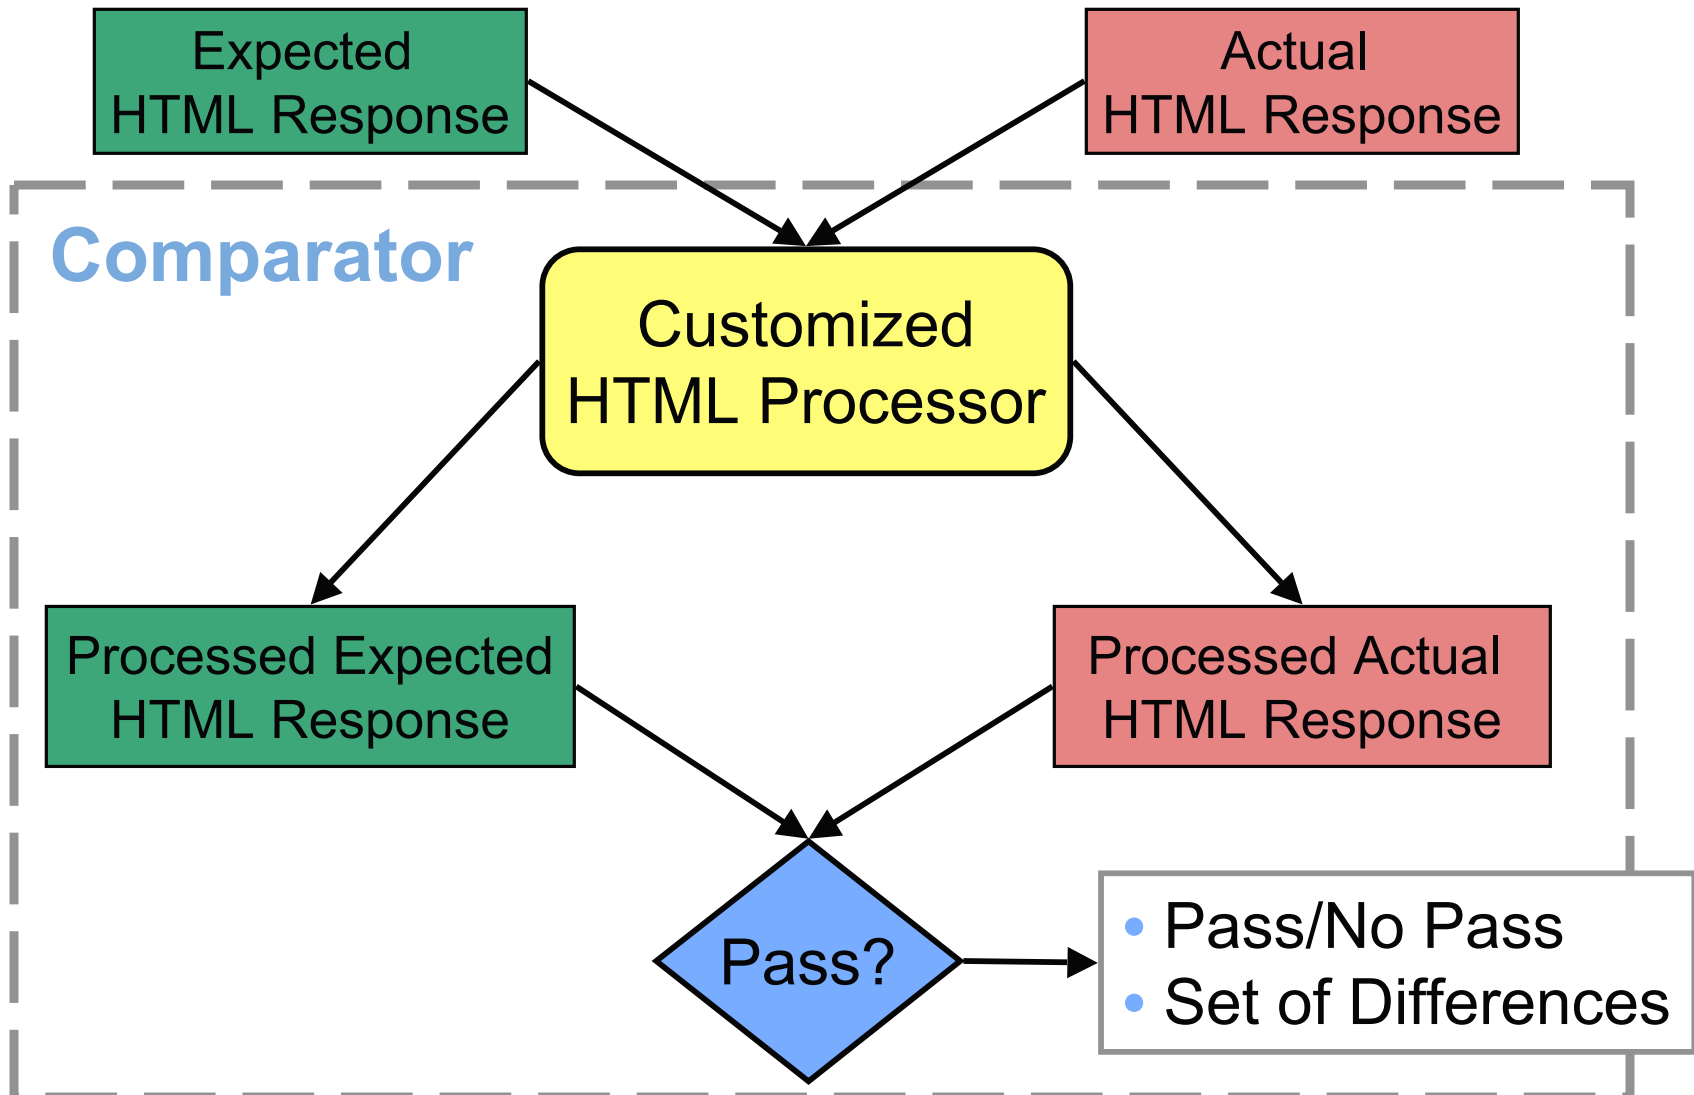 Expected
HTML Response
Actual
HTML Response
Comparator
Customized
HTML Processor
Processed Expected
HTML Response
Processed Actual
HTML Response
Pass?
• Pass/No Pass
• Set of Differences